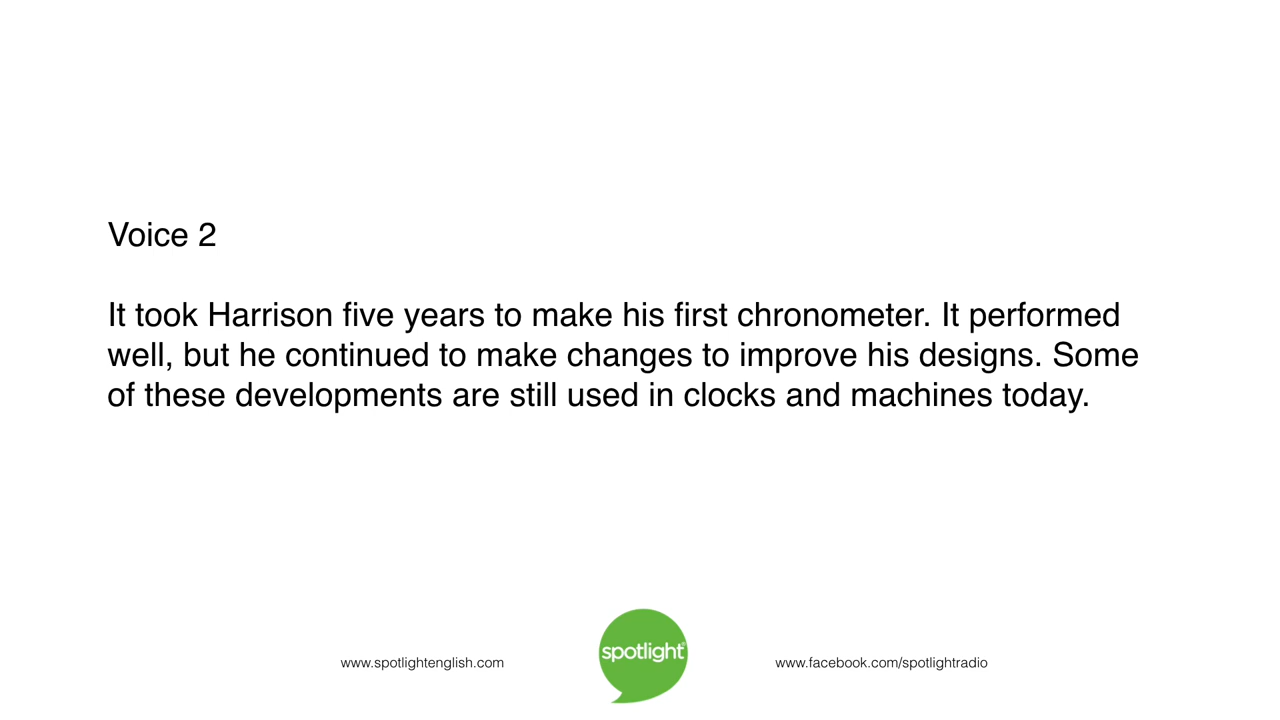 Voice 2
It took Harrison five years to make his first chronometer. It performed
well, but he continued to make changes to improve his designs. Some
of these developments are still used in clocks and machines today.
www.spotlightenglish.com
spotlight®
www.facebook.com/spotlightradio